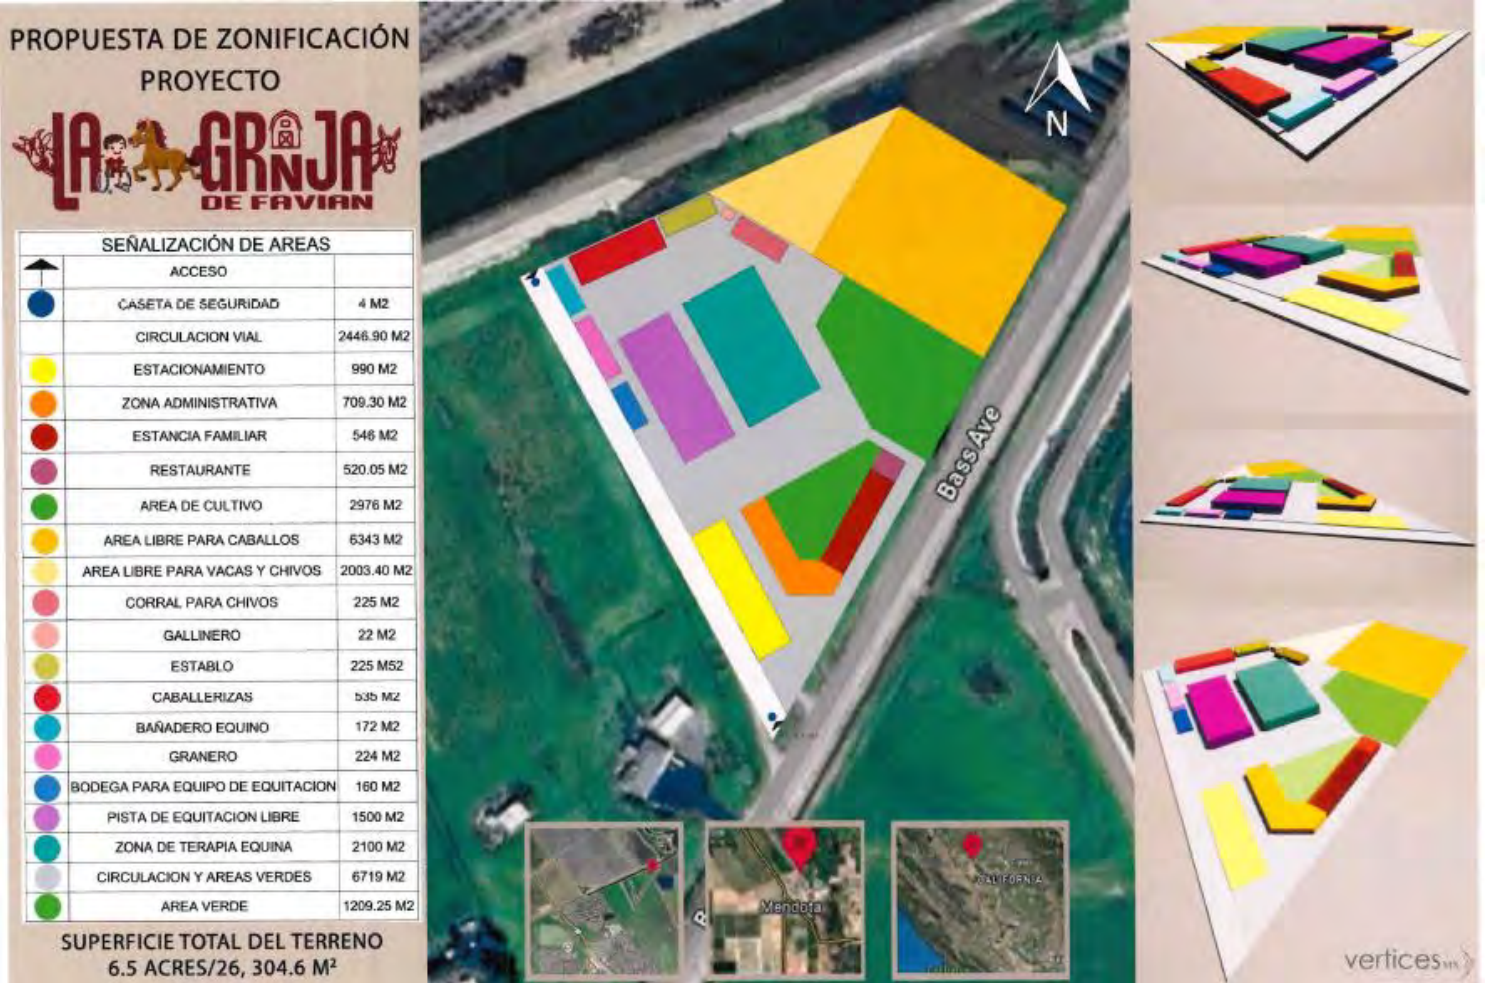 PROPUESTA DE ZONIFICACIÓN
PROYECTO
LA GRANJA
DE FAVIAN
SEÑALIZACIÓN DE AREAS
ACCESO
CASETA DE SEGURIDAD 4 M2
CIRCULACION VIAL 2446.90 M2
ESTACIONAMIENTO 990 M2
ZONA ADMINISTRATIVA 709.30 M2
ESTANCIA FAMILIAR 546 M2
RESTAURANTE 520.05 M2
AREA DE CULTIVO 2976 M2
AREA LIBRE PARA CABALLOS 6343 M2
AREA LIBRE PARA VACAS Y CHIVOS 2003.40 M2
CORRAL PARA CHIVOS 225 M2
GALLINERO 22 M2
ESTABLO 225 M52
CABALLERIZAS 535 M2
BAÑADERO EQUINO 172 M2
GRANERO 224 M2
BODEGA PARA EQUIPO DE EQUITACION 160 M2
PISTA DE EQUITACION LIBRE 1500 M2
ZONA DE TERAPIA EQUINA 2100 M2
CIRCULACION Y AREAS VERDES 6719 M2
AREA VERDE 1209.25 M2
SUPERFICIE TOTAL DEL TERRENO
6.5 ACRES/26, 304.6 M²
N
Bass Ave
B
Mendota
CALIFORNIA
vertices